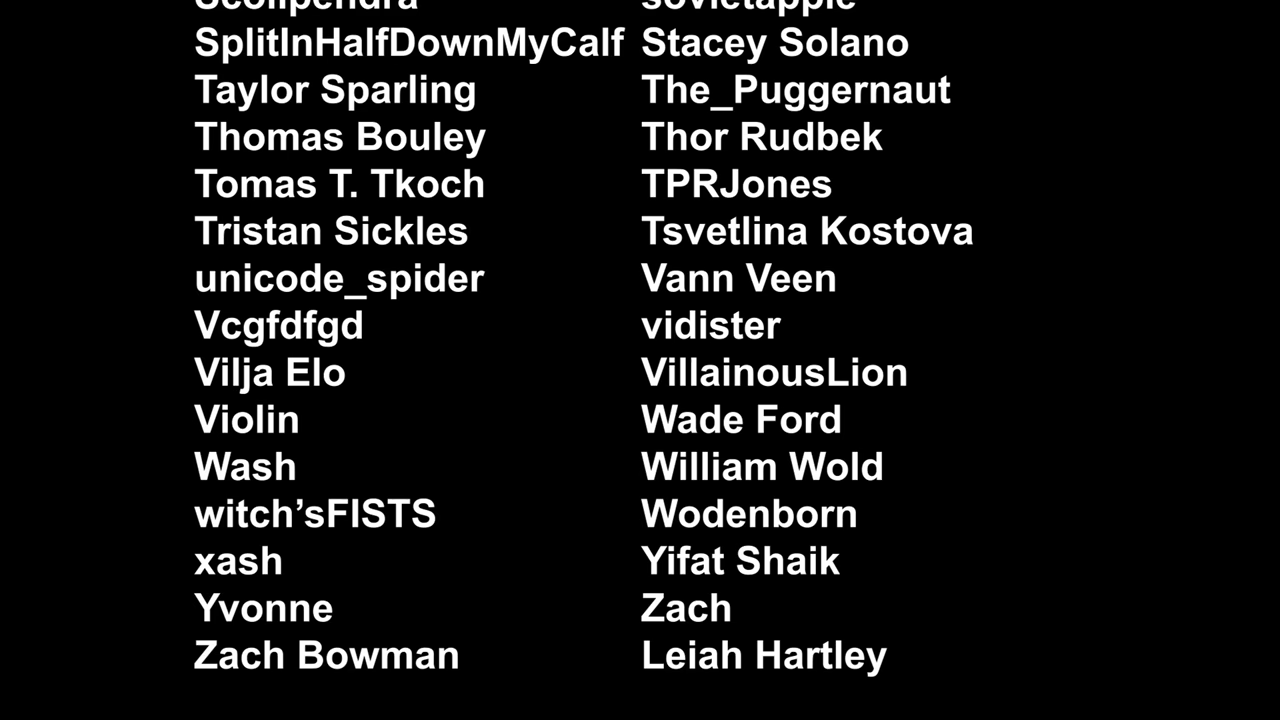 Scolipendra sovietapple
SplitInHalfDownMyCalf Stacey Solano
Taylor Sparling The_Puggernaut
Thomas Bouley Thor Rudbek
Tomas T. Tkoch TPRJones
Tristan Sickles Tsvetlina Kostova
unicode_spider Vann Veen
Vcgfdfgd vidister
Vilja Elo VillainousLion
Violin Wade Ford
Wash William Wold
witch’sFISTS Wodenborn
xash Yifat Shaik
Yvonne Zach
Zach Bowman Leiah Hartley